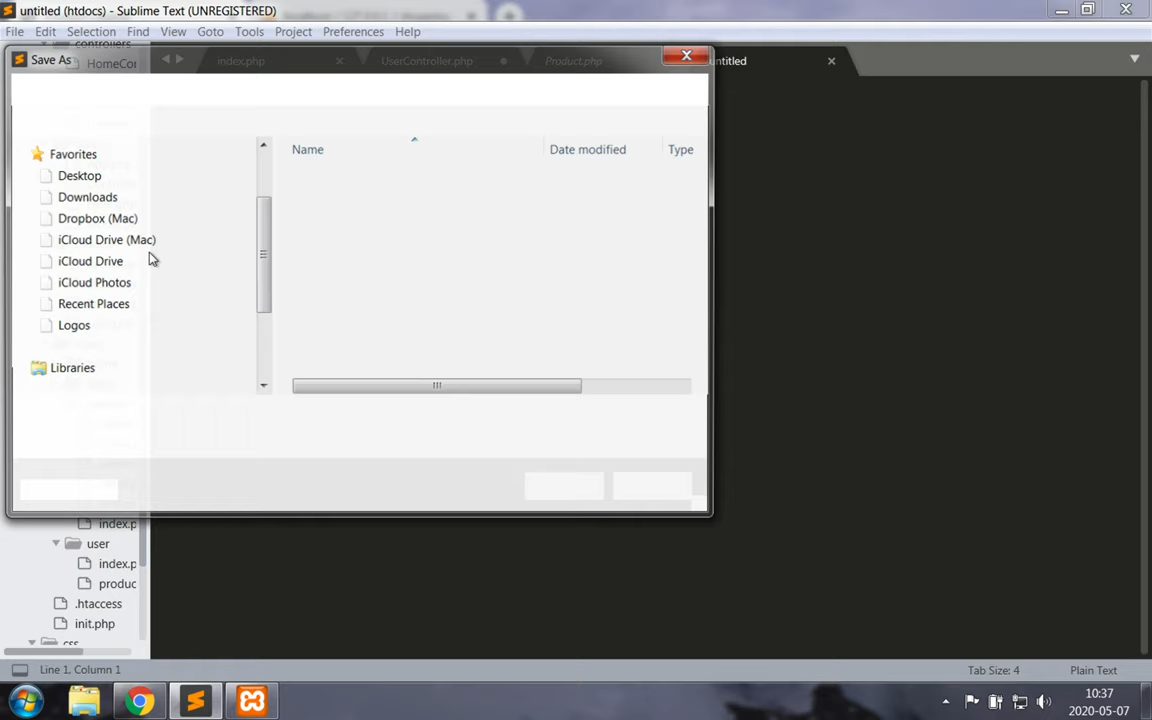 untitled (htdocs) - Sublime Text (UNREGISTERED)
File Edit Selection Find View Goto Tools Project Preferences Help
controllers
Save As
HomeCor
index.php
UserController.php
Product.php
untitled
Name
Date modified
Type
Favorites
Desktop
Downloads
Dropbox (Mac)
iCloud Drive (Mac)
iCloud Drive
iCloud Photos
Recent Places
Logos
Libraries
index.p
user
index.p
produc
.htaccess
init.php
css
Line 1, Column 1
Tab Size: 4
Plain Text
10:37
2020-05-07